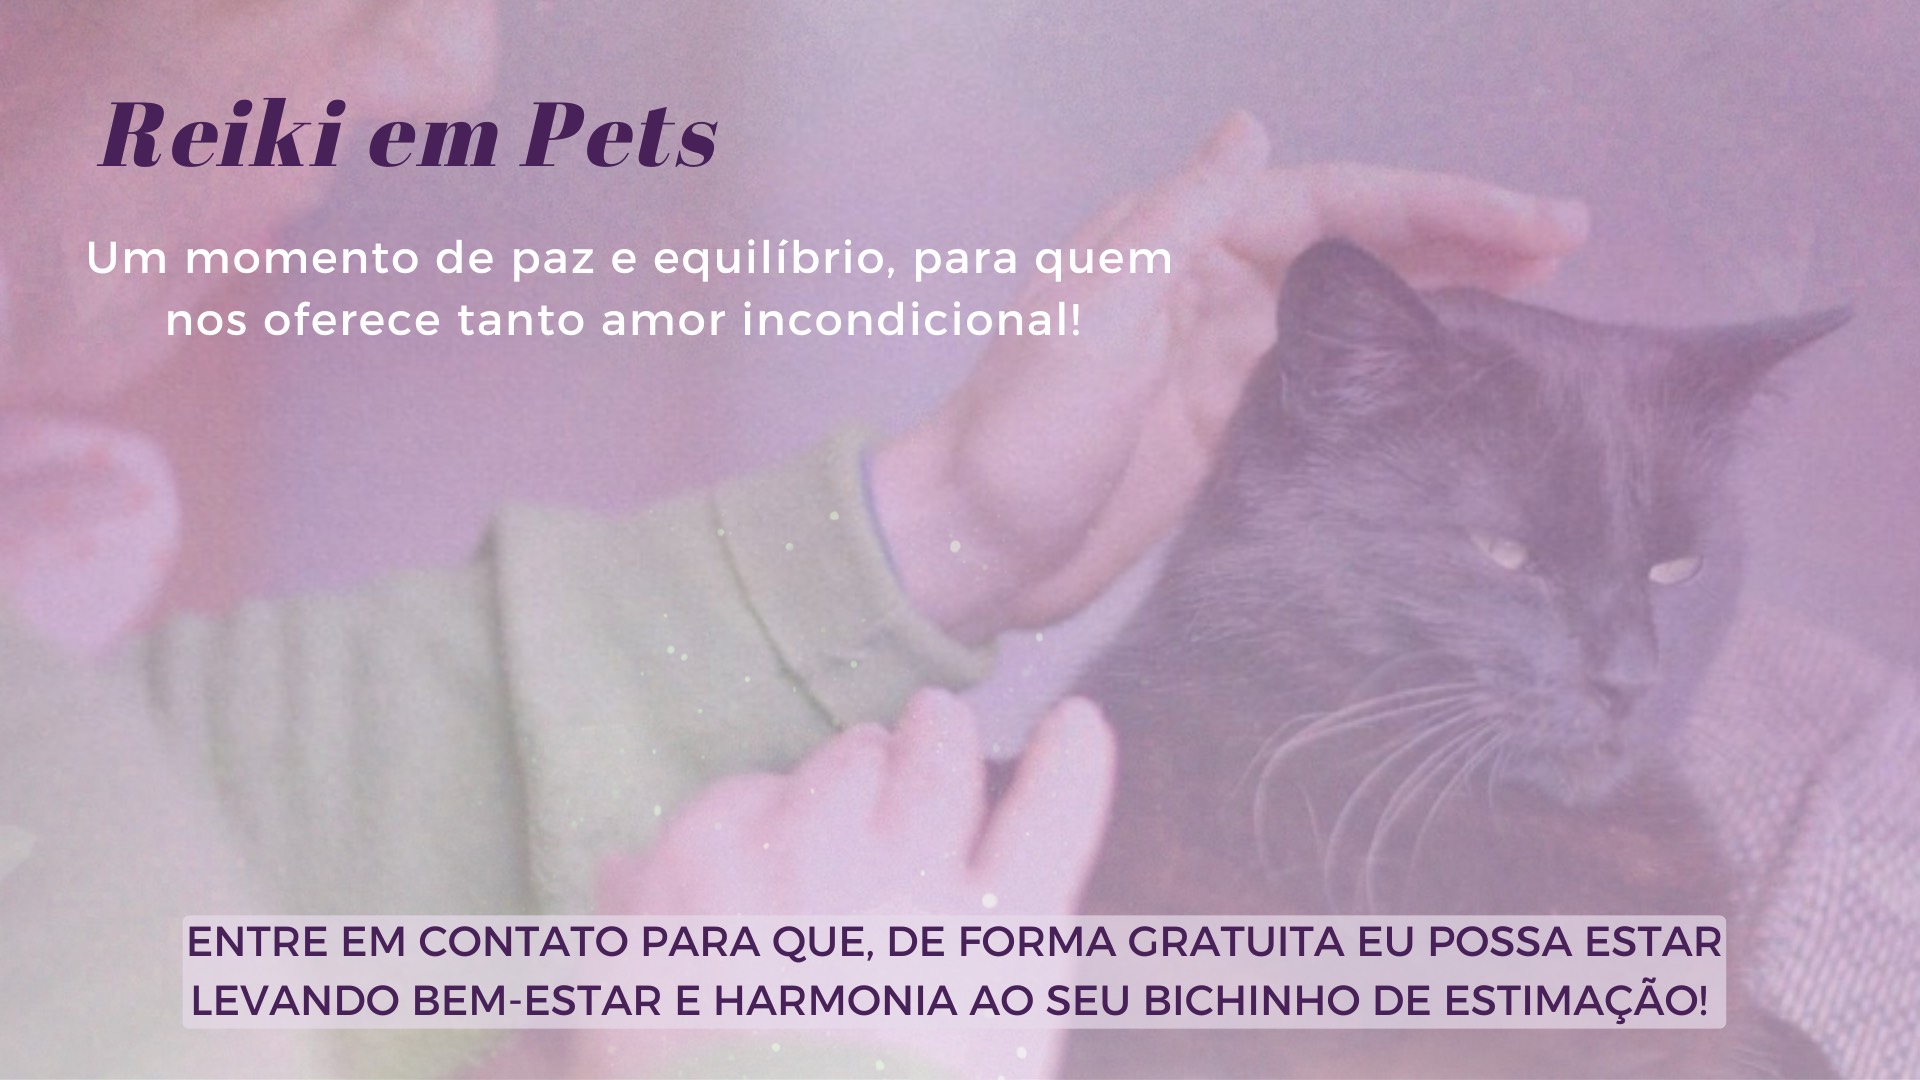 Reiki em Pets
Um momento de paz e equilíbrio, para quem
nos oferece tanto amor incondicional!
ENTRE EM CONTATO PARA QUE, DE FORMA GRATUITA EU POSSA ESTAR
LEVANDO BEM-ESTAR E HARMONIA AO SEU BICHINHO DE ESTIMAÇÃO!